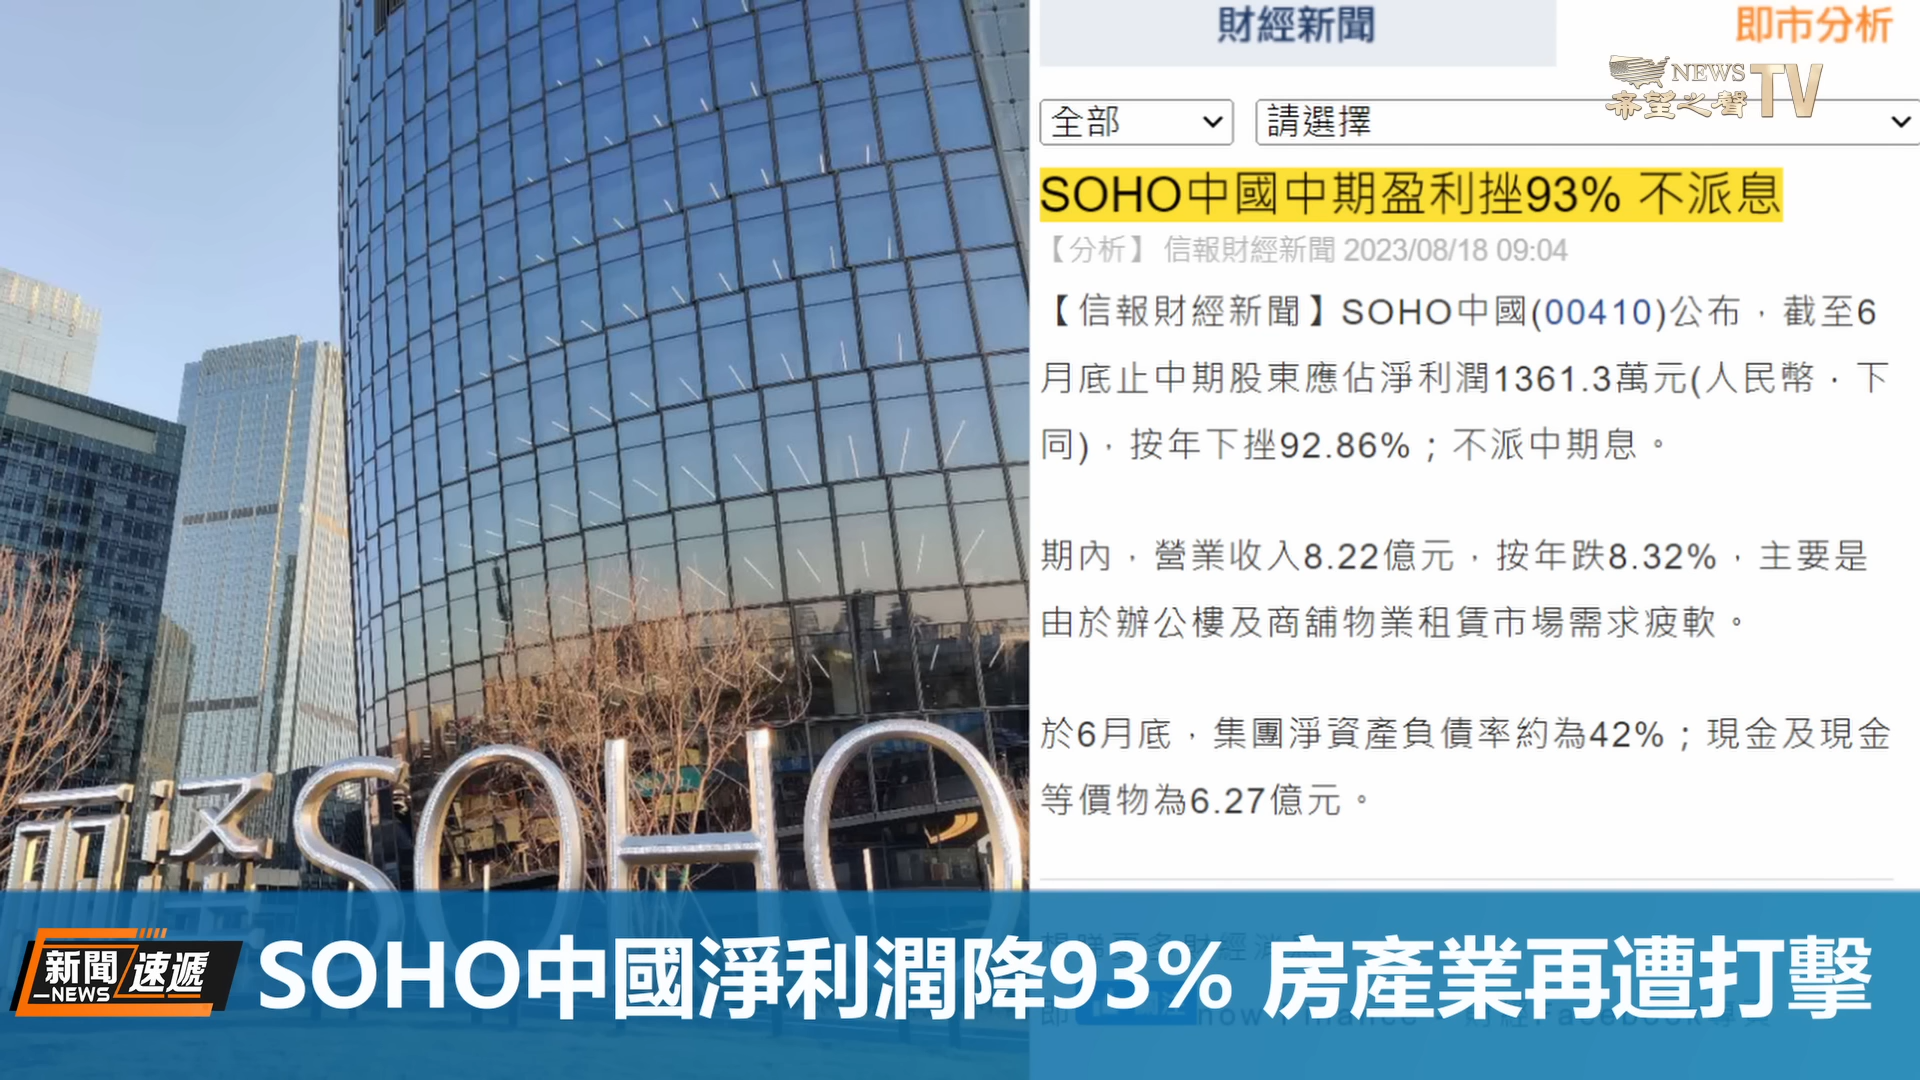 財經新聞
即市分析
NEWS
希望之聲TV
全部
請選擇
SOHO中國中期盈利挫93% 不派息
【分析】 信報財經新聞 2023/08/18 09:04
【信報財經新聞】SOHO中國(00410)公布，截至6
月底止中期股東應佔淨利潤1361.3萬元(人民幣．下
同)，按年下挫92.86%；不派中期息。
期內，營業收入8.22億元，按年跌8.32%，主要是
由於辦公樓及商舖物業租賃市場需求疲軟。
於6月底，集團淨資產負債率約為42%；現金及現金
等價物為6.27億元。
SOHO
新聞速遞
NEWS
SOHO中國淨利潤降93% 房產業再遭打擊